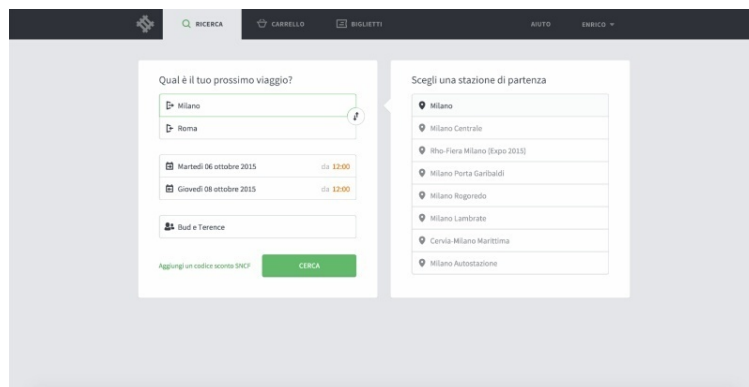 RICERCA
CARRELLO
BIGLIETTI
AIUTO
ENRICO
Qual è il tuo prossimo viaggio?
Milano
Roma
Martedì 06 ottobre 2015 da 12:00
Giovedì 08 ottobre 2015 da 12:00
Bud e Terence
Aggiungi un codice sconto SNCF
CERCA
Scegli una stazione di partenza
Milano
Milano Centrale
Rho-Fiera Milano [Expo 2015]
Milano Porta Garibaldi
Milano Rogoredo
Milano Lambrate
Cervia-Milano Marittima
Milano Autostazione